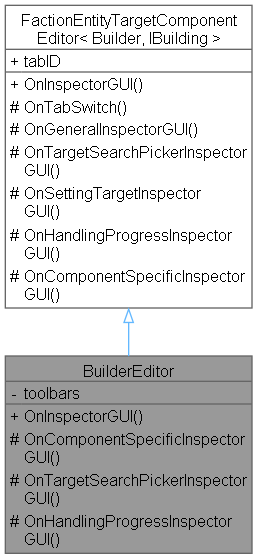 FactionEntityTargetComponent
Editor< Builder, IBuilding >
+ tabID
+ OnInspectorGUI()
# OnTabSwitch()
# OnGeneralInspectorGUI()
# OnTargetSearchPickerInspector
GUI()
# OnSettingTargetInspector
GUI()
# OnHandlingProgressInspector
GUI()
# OnComponentSpecificInspector
GUI()
BuilderEditor
- toolbars
+ OnInspectorGUI()
# OnComponentSpecificInspector
GUI()
# OnTargetSearchPickerInspector
GUI()
# OnHandlingProgressInspector
GUI()